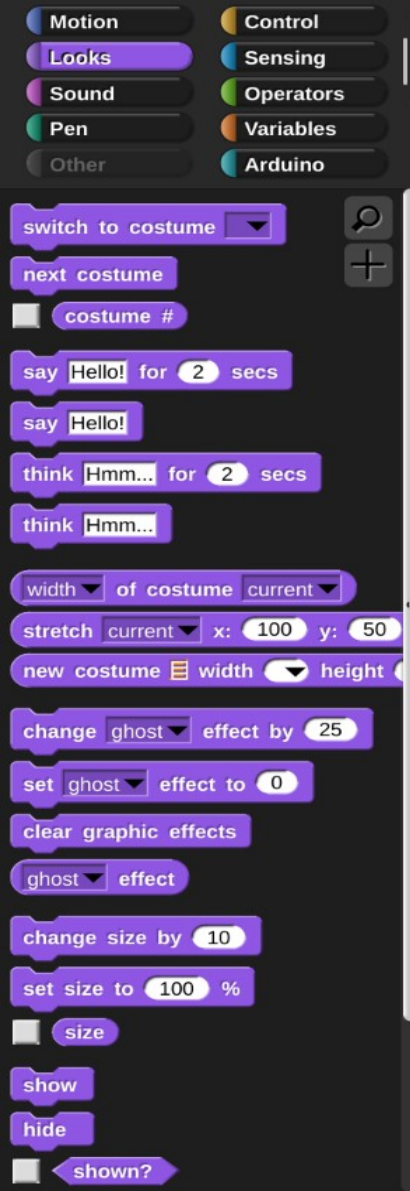 Motion Control
Looks Sensing
Sound Operators
Pen Variables
Other Arduino
switch to costume
next costume
costume #
say Hello! for 2 secs
say Hello!
think Hmm... for 2 secs
think Hmm...
width of costume current
stretch current x: 100 y: 50
new costume width height
change ghost effect by 25
set ghost effect to 0
clear graphic effects
ghost effect
change size by 10
set size to 100 %
size
show
hide
shown?